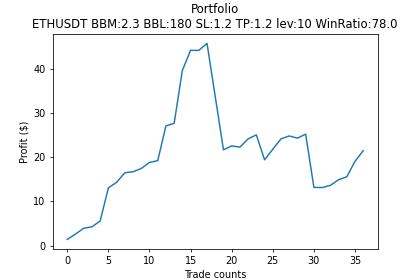 Portfolio
ETHUSDT BBM:2.3 BBL:180 SL:1.2 TP:1.2 lev:10 WinRatio:78.0
Profit ($)
40
30
20
10
0
0 5 10 15 20 25 30 35
Trade counts